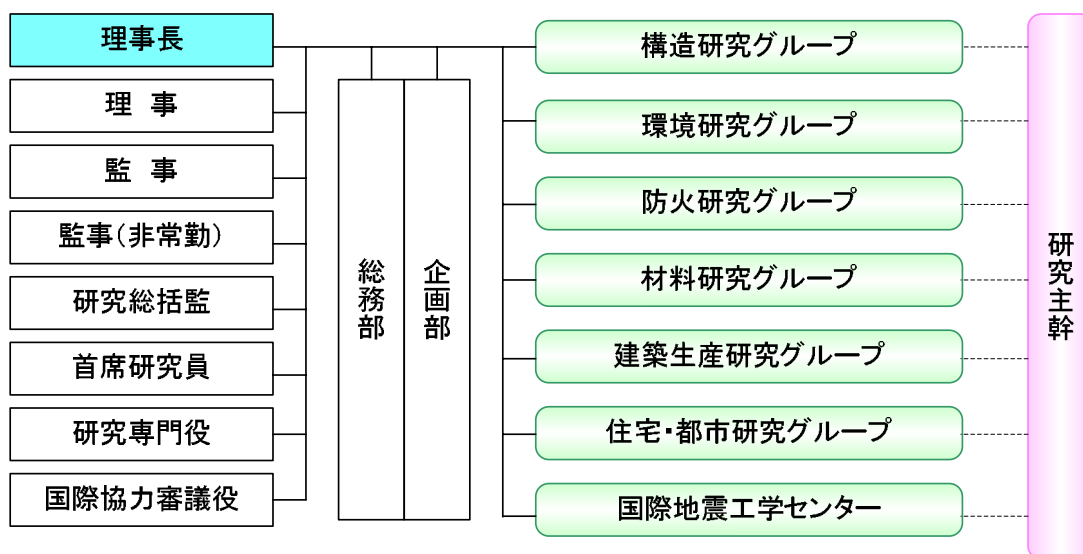 理事長
理 事
監 事
監事(非常勤)
研究総括監
首席研究員
研究専門役
国際協力審議役
総務部
企画部
構造研究グループ
環境研究グループ
防火研究グループ
材料研究グループ
建築生産研究グループ
住宅・都市研究グループ
国際地震工学センター
研究主幹